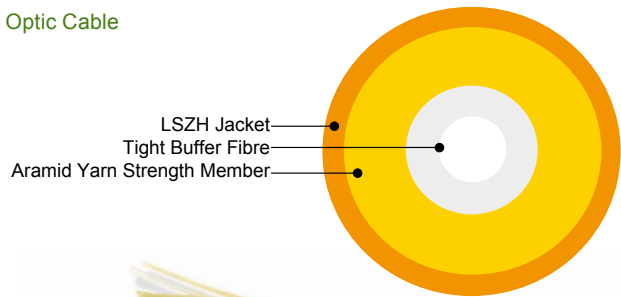 Optic Cable
LSZH Jacket
Tight Buffer Fibre
Aramid Yarn Strength Member